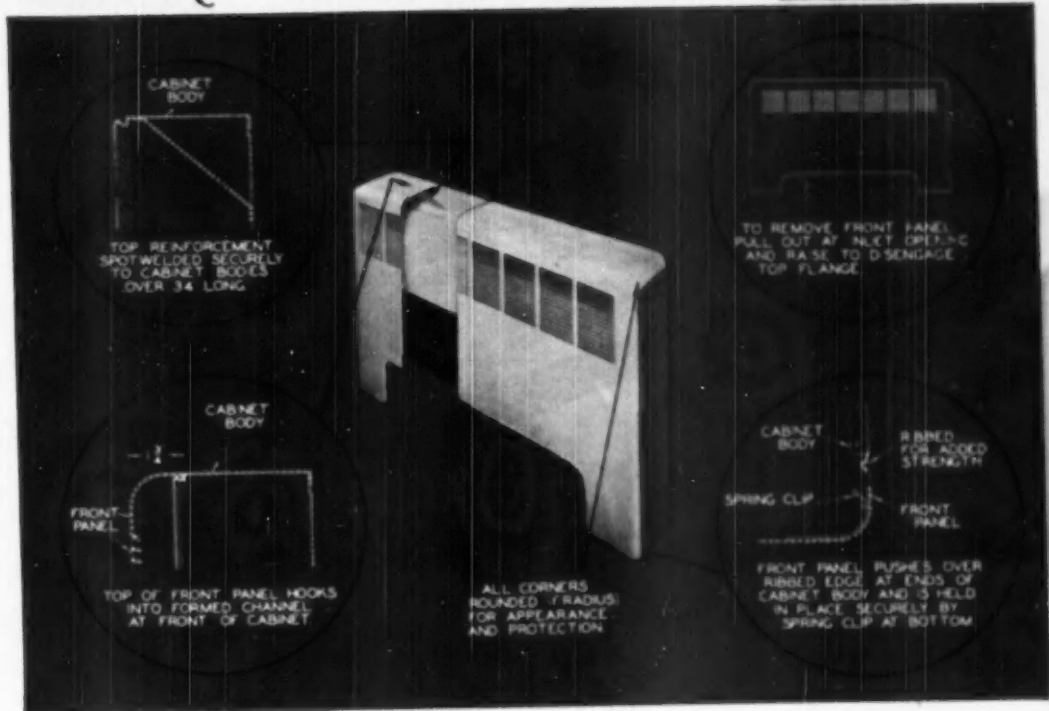 CABINET
BODY
TOP REINFORCEMENT
SPOTWELDED SECURELY
TO CABINET BODIES
OVER 34 LONG
TO REMOVE FRONT PANEL
PULL OUT AT INLET OPENING
AND RAISE TO DISENGAGE
TOP FLANGE
CABINET
BODY
FRONT
PANEL
TOP OF FRONT PANEL HOOKS
INTO FORMED CHANNEL
AT FRONT OF CABINET
ALL CORNERS
ROUNDED
FOR APPEARANCE
AND PROTECTION
CABINET
BODY
RIBBED
FOR ADDED
STRENGTH
SPRING CLIP
FRONT
PANEL
FRONT PANEL PUSHES OVER
RIBBED EDGE AT ENDS OF
CABINET BODY AND IS HELD
IN PLACE SECURELY BY
SPRING CLIP AT BOTTOM